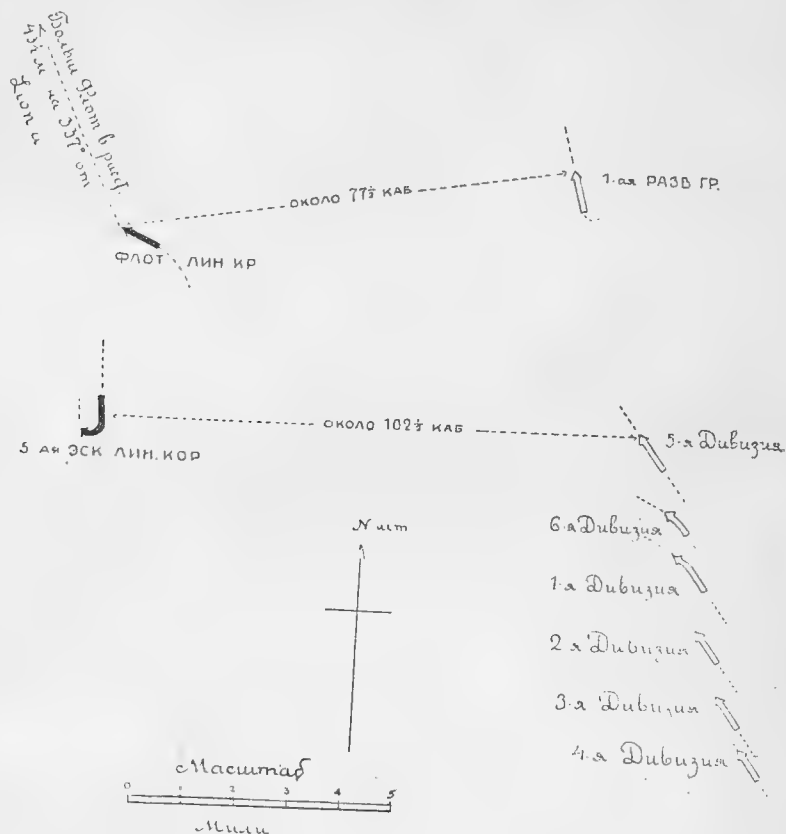 Больш Флот в расст.
на 337° от
Lion'а
ОКОЛО 77½ КАБ
1-ая РАЗВ ГР.
ФЛОТ ЛИН КР
ОКОЛО 102½ КАБ
5 АЯ ЭСК ЛИН. КОР
5-я Дивизия
N ист
6-я Дивизия
1-я Дивизия
2 я Дивизия
3-я Дивизия
4-я Дивизия
Масштаб
0 1 2 3 4 5
Мили